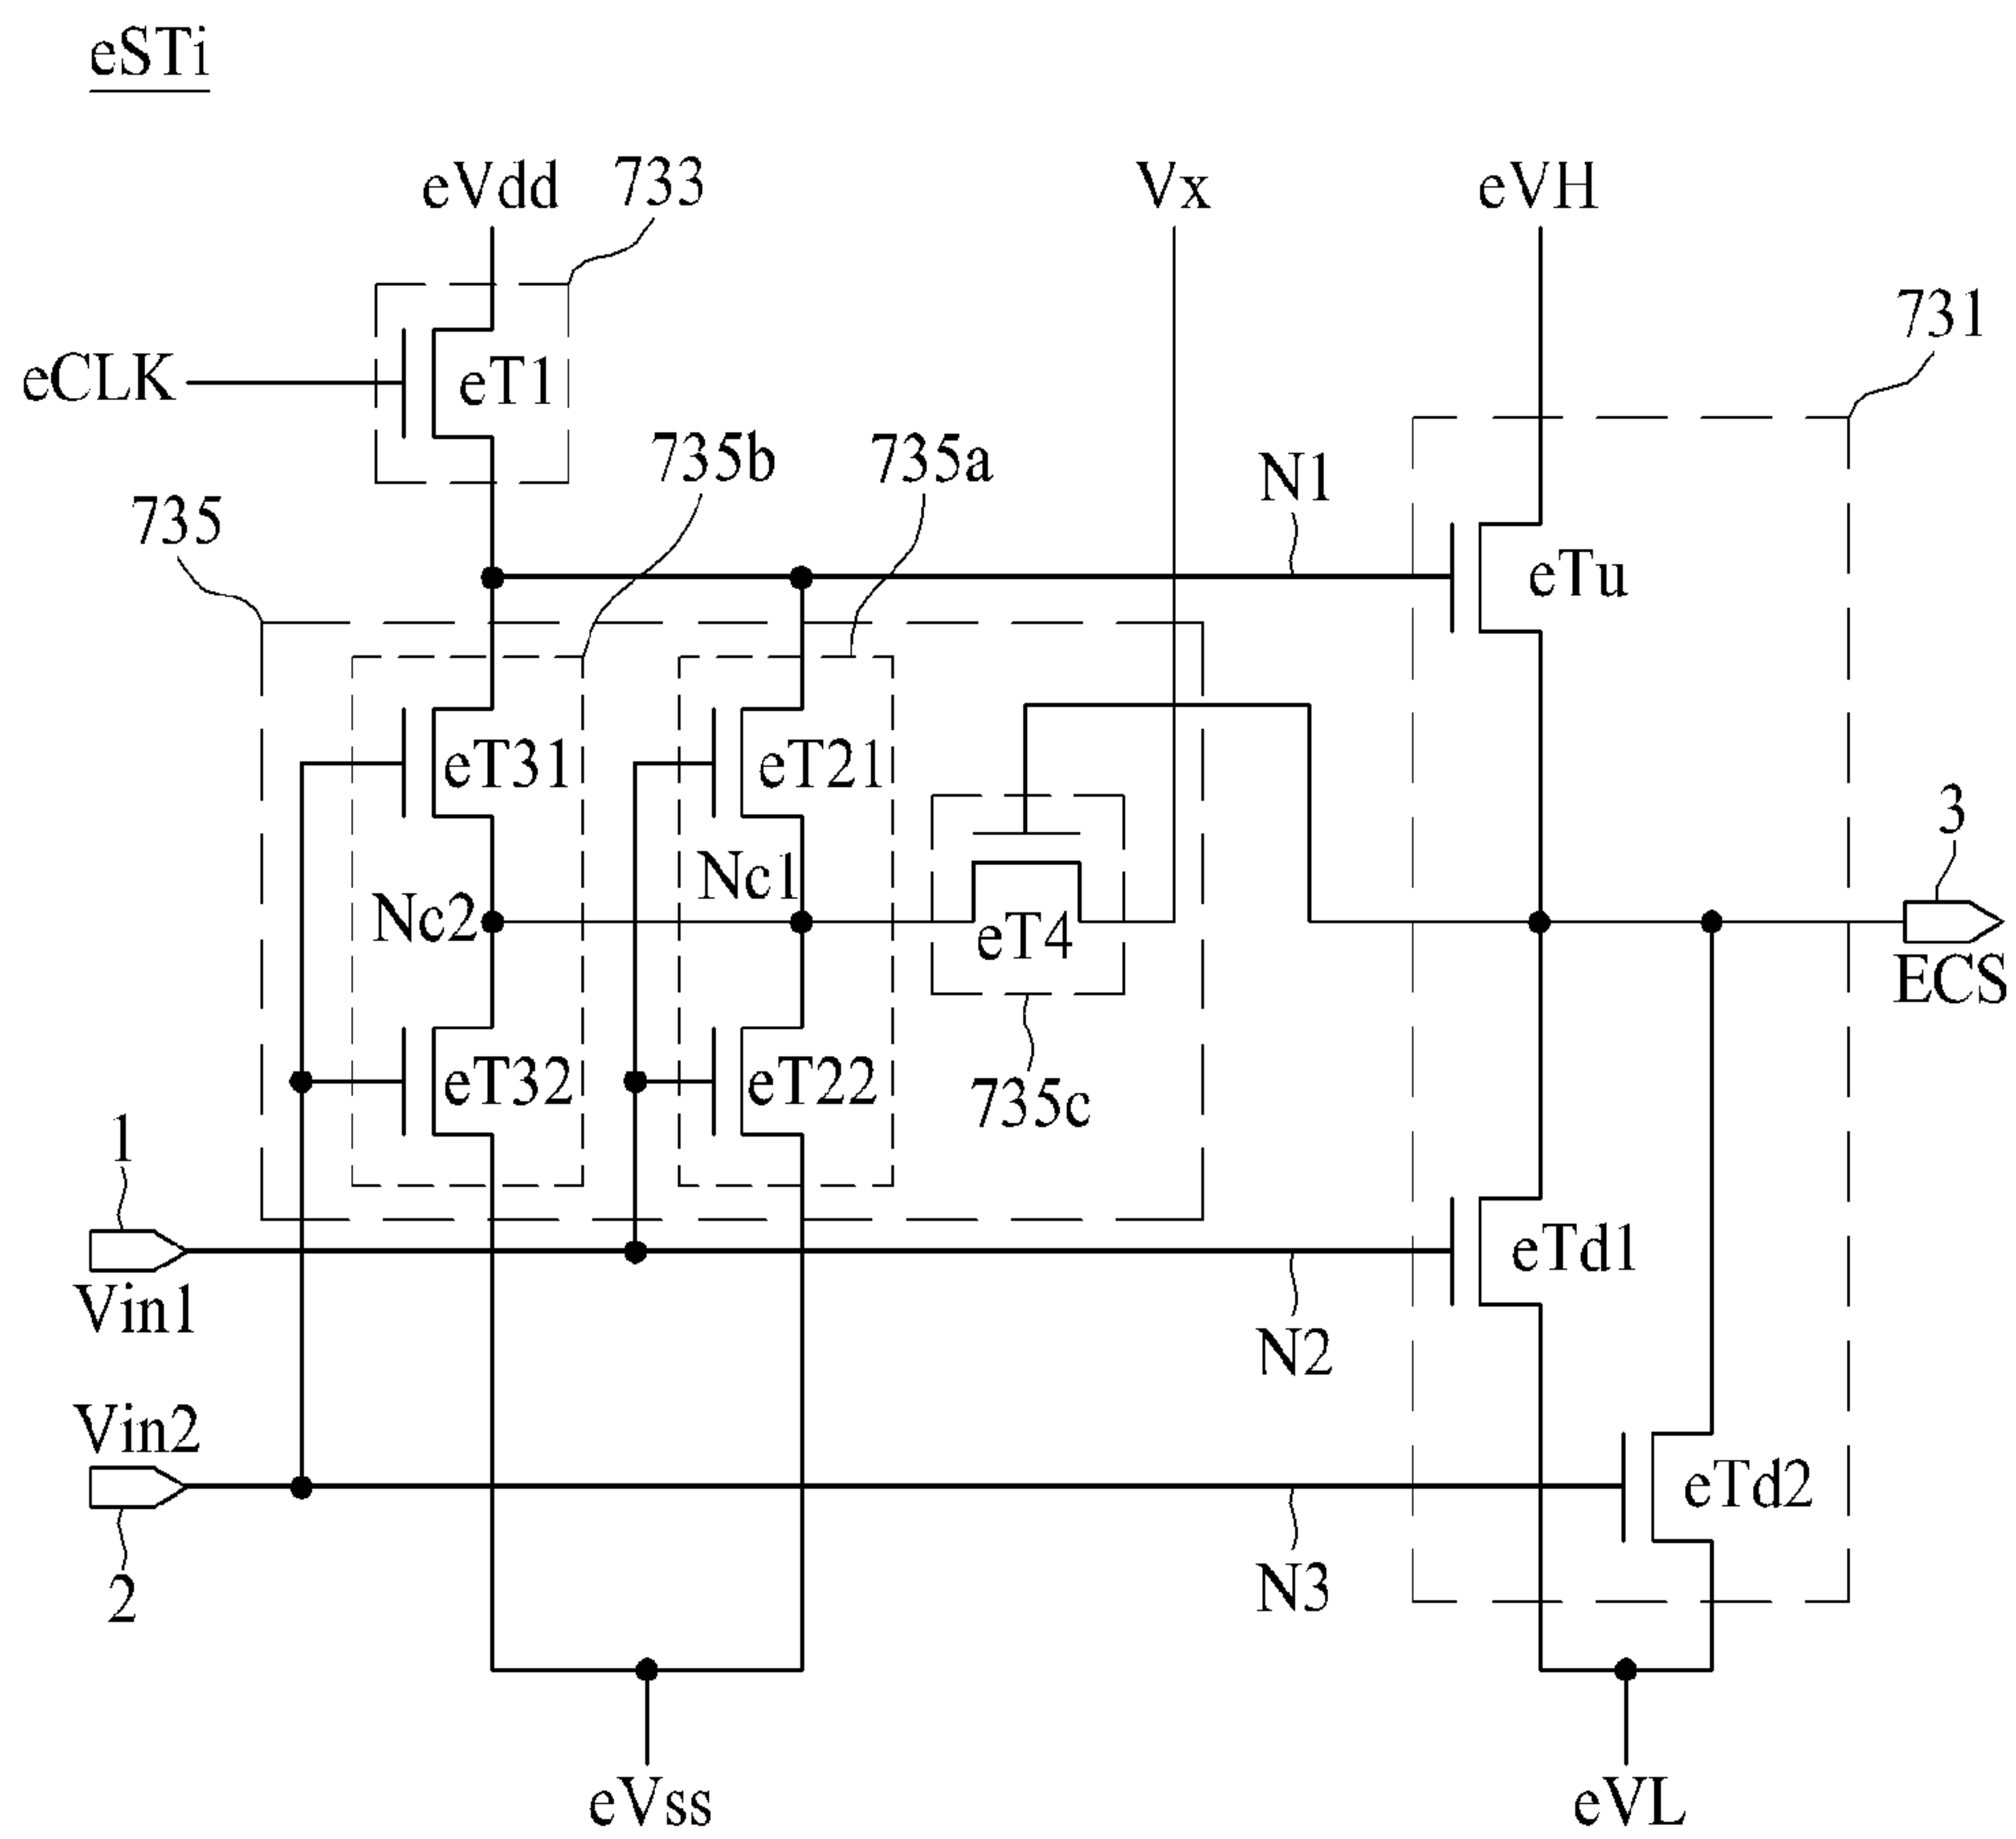 eSTi
eVdd
733
Vx
eVH
731
eCLK
eT1
735b
735a
N1
735
eTu
eT31
eT21
3
Nc1
Nc2
eT4
ECS
eT32
eT22
735c
1
Vin1
eTd1
N2
Vin2
eTd2
2
N3
eVss
eVL